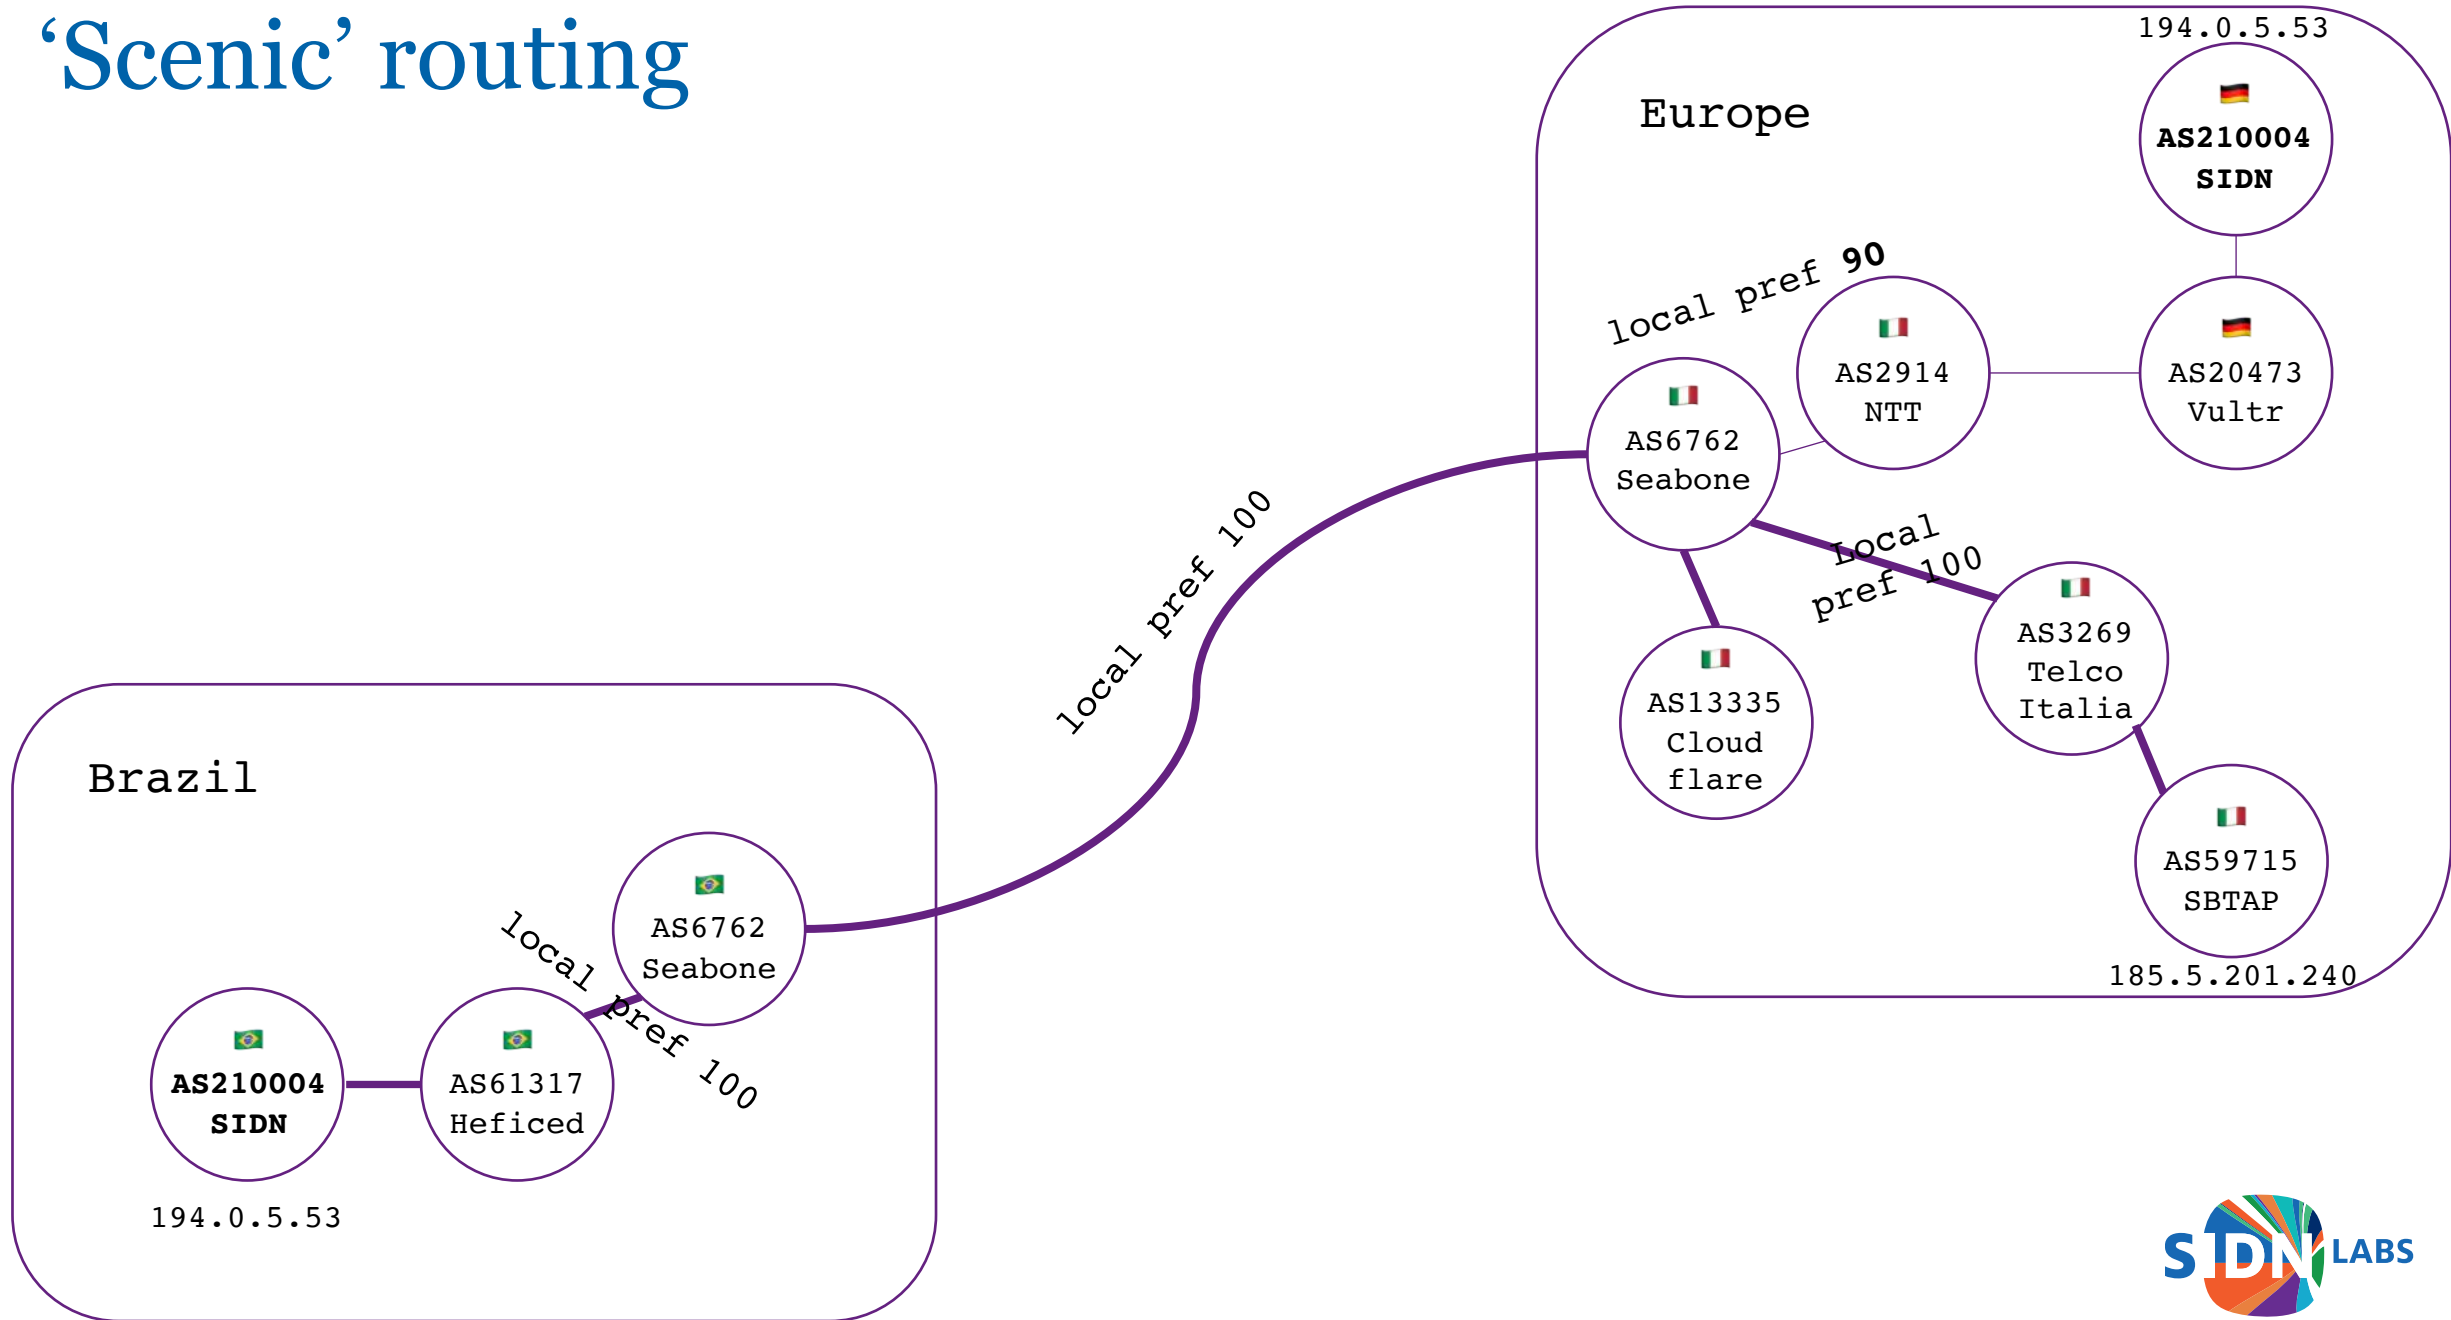 ‘Scenic’ routing
194.0.5.53
Europe
AS210004
SIDN
local pref 90
AS2914
NTT
AS20473
Vultr
AS6762
Seabone
local pref 100
Local
pref 100
AS3269
Telco
Italia
AS13335
Cloud
flare
AS59715
SBTAP
185.5.201.240
Brazil
AS6762
Seabone
local pref 100
AS210004
SIDN
AS61317
Heficed
194.0.5.53
SIDN LABS